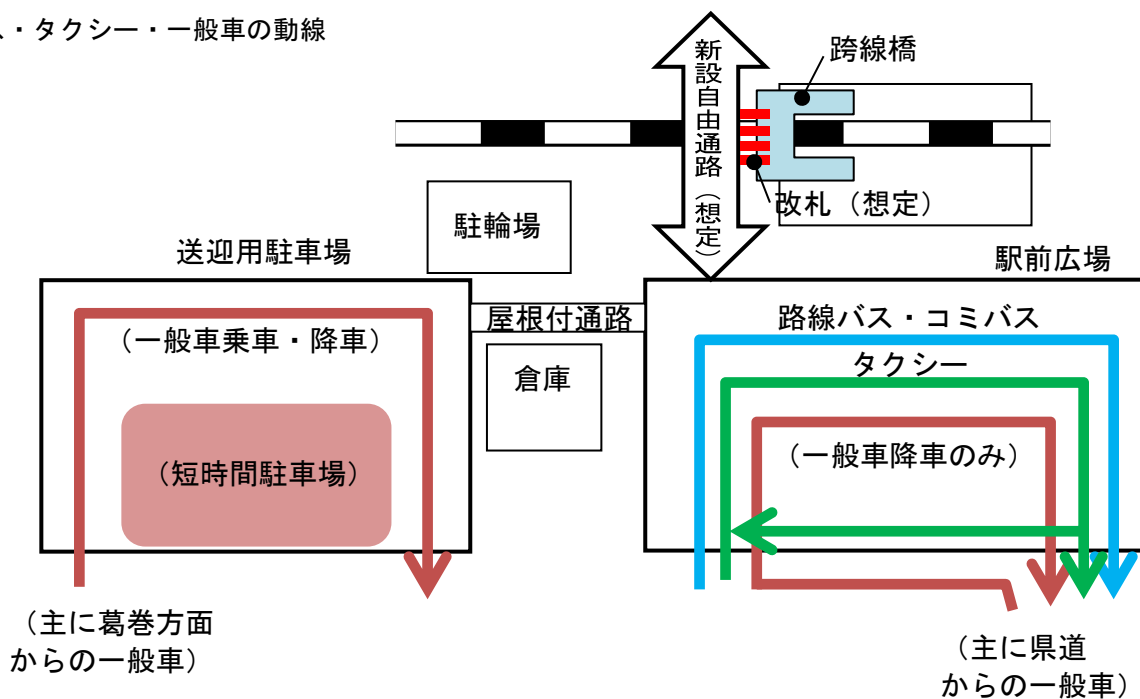 ・タクシー・一般車の動線
跨線橋
新設自由通路（想定）
改札（想定）
駐輪場
送迎用駐車場
駅前広場
屋根付通路
路線バス・コミバス
（一般車乗車・降車）
タクシー
倉庫
（一般車降車のみ）
（短時間駐車場）
（主に葛巻方面
からの一般車）
（主に県道
からの一般車）